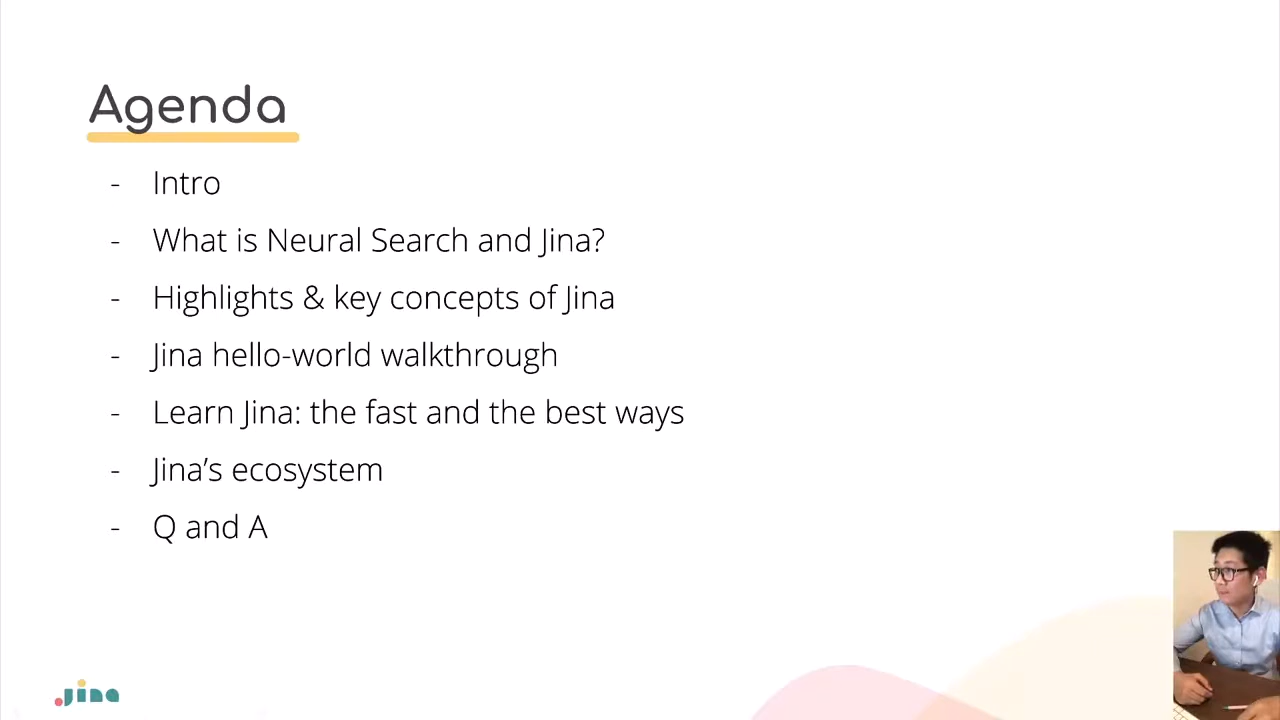 Agenda
- Intro
- What is Neural Search and Jina?
- Highlights & key concepts of Jina
- Jina hello-world walkthrough
- Learn Jina: the fast and the best ways
- Jina’s ecosystem
- Q and A
.jina